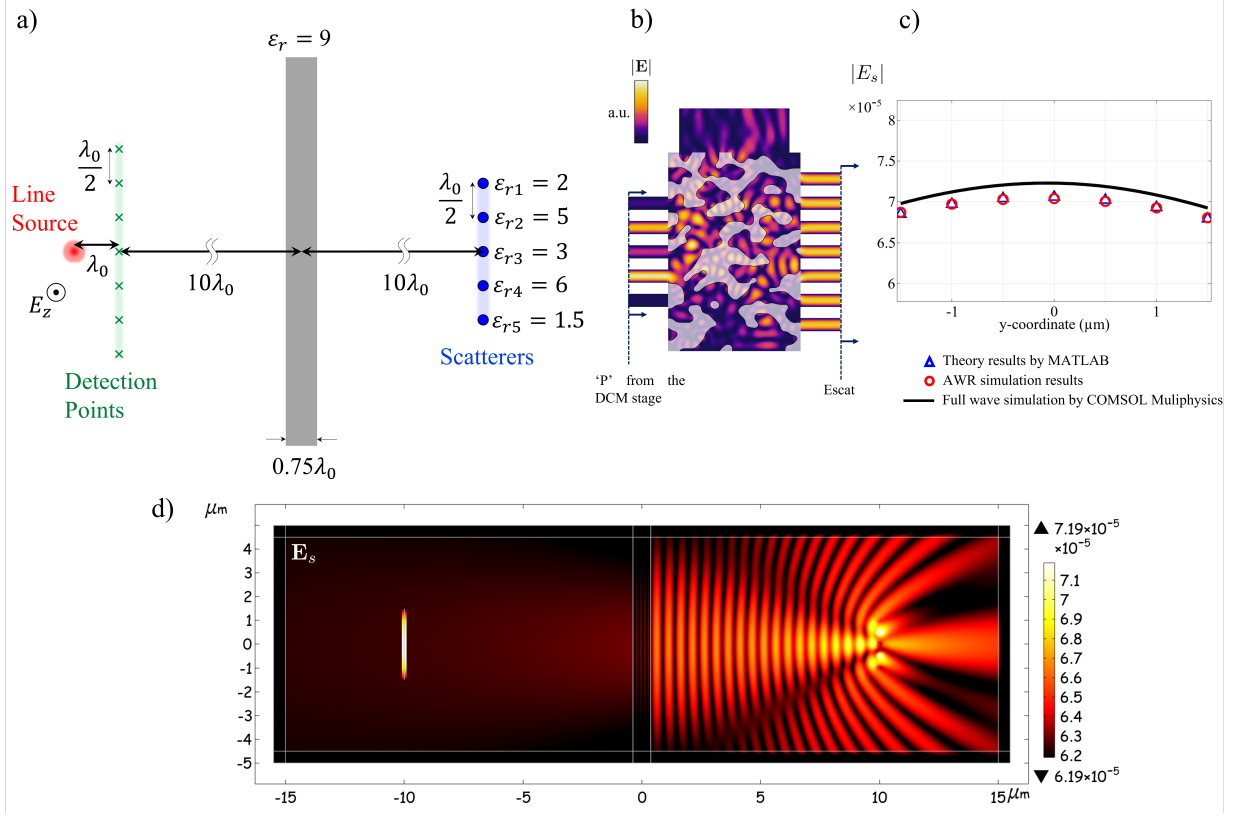 a)
εr = 9
λ0/2
Line
Source
λ0
Ez
10λ0
10λ0
λ0/2
εr1 = 2
εr2 = 5
εr3 = 3
εr4 = 6
εr5 = 1.5
Scatterers
Detection
Points
0.75λ0
b)
|E|
a.u.
‘P’ from the
DCM stage
Escat
c)
|Es|
×10-5
8
7.5
7
6.5
6
-1 0 1
y-coordinate (µm)
Theory results by MATLAB
AWR simulation results
Full wave simulation by COMSOL Muliphysics
d)
µm
Es
4
3
2
1
0
-1
-2
-3
-4
-5
-15 -10 -5 0 5 10 15 µm
7.19×10-5
×10-5
7.1
7
6.9
6.8
6.7
6.6
6.5
6.4
6.3
6.2
6.19×10-5